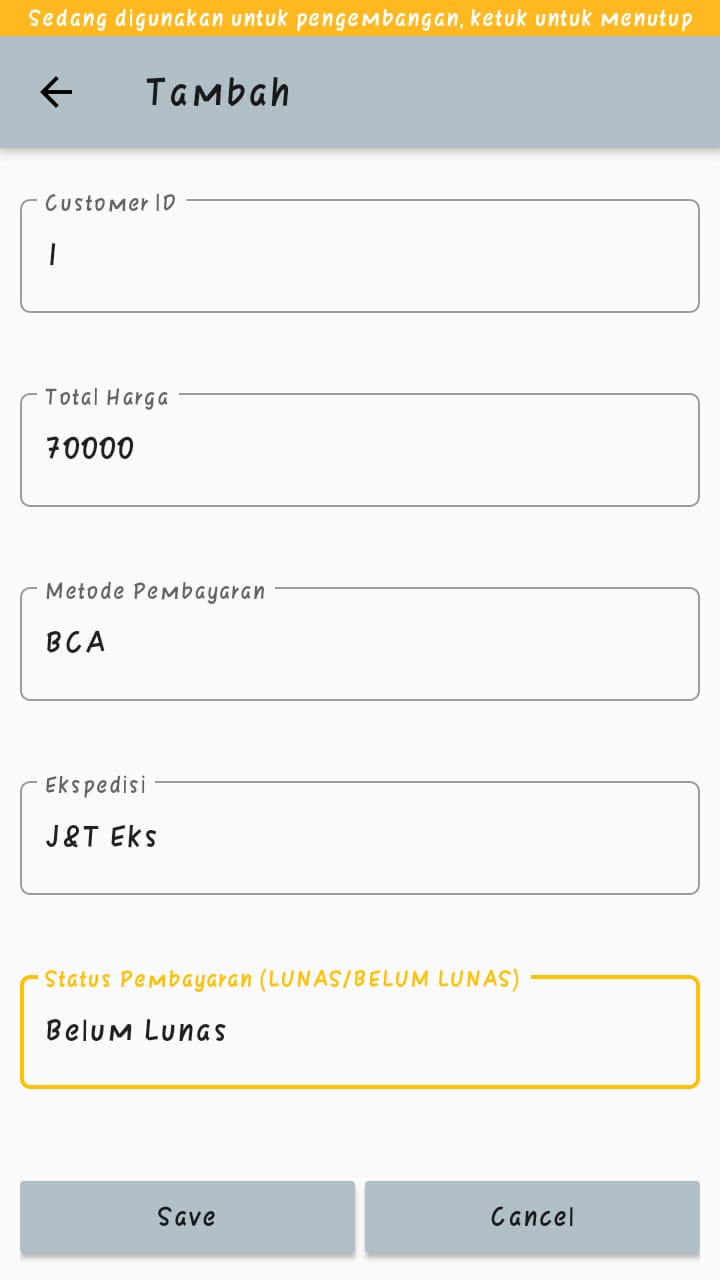 Sedang digunakan untuk pengembangan, ketuk untuk menutup
Tambah
Customer ID
1
Total Harga
70000
Metode Pembayaran
BCA
Ekspedisi
J&T Eks
Status Pembayaran (LUNAS/BELUM LUNAS)
Belum Lunas
Save Cancel